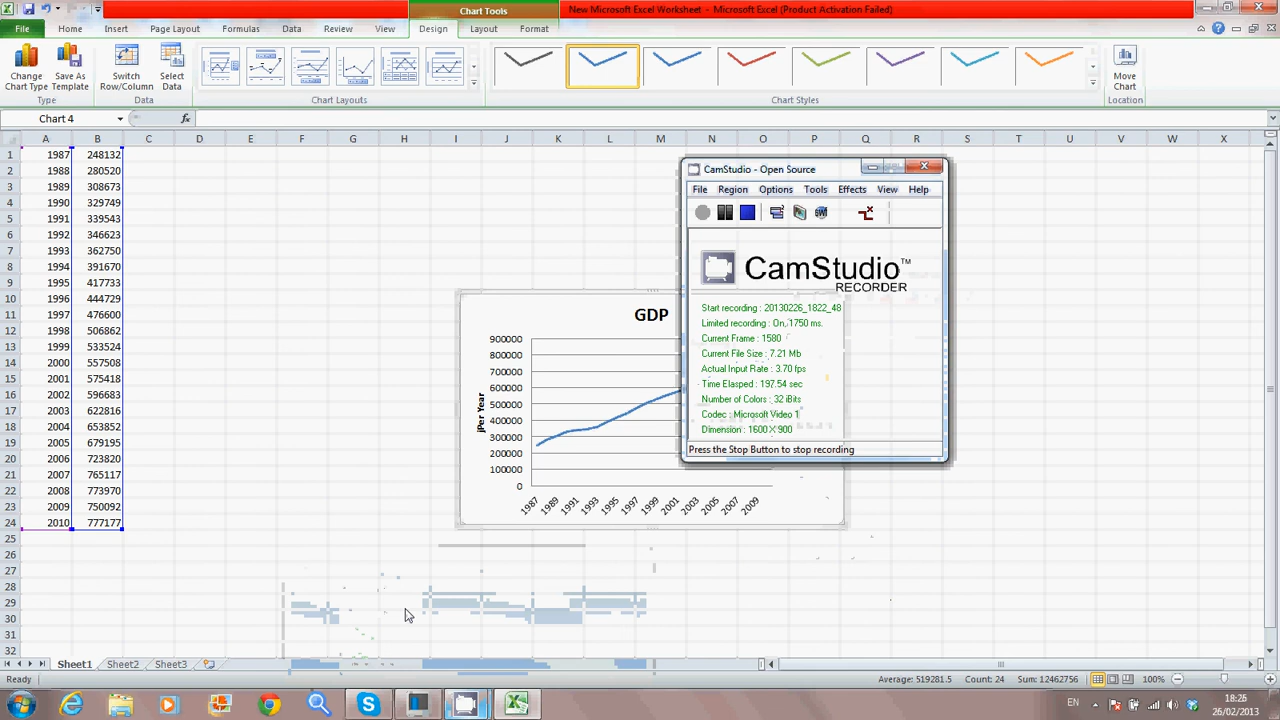 Chart Tools
New Microsoft Excel Worksheet - Microsoft Excel (Product Activation Failed)
File Home Insert Page Layout Formulas Data Review View Design Layout Format
Change Chart Type
Save As Template
Switch Row/Column
Select Data
Move Chart
Type Data Chart Layouts Chart Styles Location
Chart 4 fx
A B C D E F G H I J K L M N O P Q R S T U V W X
1 1987 248132
2 1988 280520
3 1989 308673
4 1990 329749
5 1991 339543
6 1992 346623
7 1993 362750
8 1994 391670
9 1995 417733
10 1996 444729
11 1997 476600
12 1998 506862
13 1999 533524
14 2000 557508
15 2001 575418
16 2002 596683
17 2003 622816
18 2004 653852
19 2005 679195
20 2006 723820
21 2007 765117
22 2008 773970
23 2009 750092
24 2010 777177
25
26
27
28
29
30
31
32
GDP
900000
800000
700000
600000
500000
400000
300000
200000
100000
0
Per Year
1987 1989 1991 1993 1995 1997 1999 2001 2003 2005 2007 2009
CamStudio - Open Source
File Region Options Tools Effects View Help
CamStudio™
RECORDER
Start recording : 20130226_1822_48
Limited recording : On, 1750 ms.
Current Frame : 1580
Current File Size : 7.21 Mb
Actual Input Rate : 3.70 fps
Time Elasped : 197.54 sec
Number of Colors : 32 iBits
Codec : Microsoft Video 1
Dimension : 1600 X 900
Press the Stop Button to stop recording
Sheet1 Sheet2 Sheet3
Ready Average: 519281.5 Count: 24 Sum: 12462756 100%
EN 18:26
26/02/2013